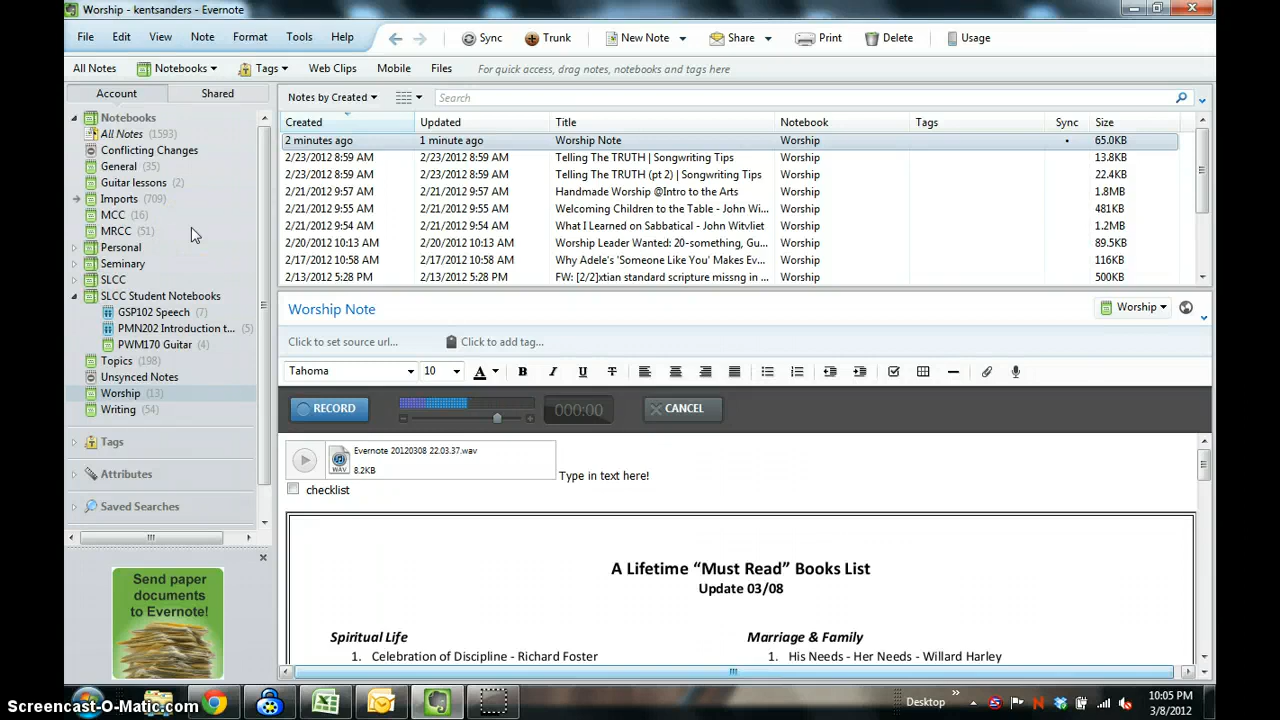 Worship - kentsanders - Evernote
File Edit View Note Format Tools Help
Sync Trunk New Note Share Print Delete Usage
All Notes Notebooks Tags Web Clips Mobile Files For quick access, drag notes, notebooks and tags here
Account Shared
Notebooks
All Notes (1593)
Conflicting Changes
General (35)
Guitar lessons (2)
Imports (709)
MCC (16)
MRCC (51)
Personal
Seminary
SLCC
SLCC Student Notebooks
GSP102 Speech (7)
PMN202 Introduction t... (5)
PWM170 Guitar (4)
Topics (198)
Unsynced Notes
Worship (13)
Writing (54)
Tags
Attributes
Saved Searches
Send paper
documents
to Evernote!
Notes by Created Search
Created Updated Title Notebook Tags Sync Size
2 minutes ago 1 minute ago Worship Note Worship 65.0KB
2/23/2012 8:59 AM 2/23/2012 8:59 AM Telling The TRUTH | Songwriting Tips Worship 13.8KB
2/23/2012 8:59 AM 2/23/2012 8:59 AM Telling The TRUTH (pt 2) | Songwriting Tips Worship 22.4KB
2/21/2012 9:57 AM 2/21/2012 9:57 AM Handmade Worship @Intro to the Arts Worship 1.8MB
2/21/2012 9:55 AM 2/21/2012 9:55 AM Welcoming Children to the Table - John Wi... Worship 481KB
2/21/2012 9:54 AM 2/21/2012 9:54 AM What I Learned on Sabbatical - John Witvliet Worship 1.2MB
2/20/2012 10:13 AM 2/20/2012 10:13 AM Worship Leader Wanted: 20-something, Gu... Worship 89.5KB
2/17/2012 10:58 AM 2/17/2012 10:58 AM Why Adele's 'Someone Like You' Makes Ev... Worship 116KB
2/13/2012 5:28 PM 2/13/2012 5:28 PM FW: [2/2]xtian standard scripture missng in ... Worship 500KB
Worship Note Worship
Click to set source url... Click to add tag...
Tahoma 10 A B I U T
RECORD 000:00 CANCEL
Evernote 20120308 22.03.37.wav
WAV 8.2KB
Type in text here!
checklist
A Lifetime “Must Read” Books List
Update 03/08
Spiritual Life Marriage & Family
1. Celebration of Discipline - Richard Foster 1. His Needs - Her Needs - Willard Harley
Screencast-O-Matic.com
Desktop »
10:05 PM
3/8/2012